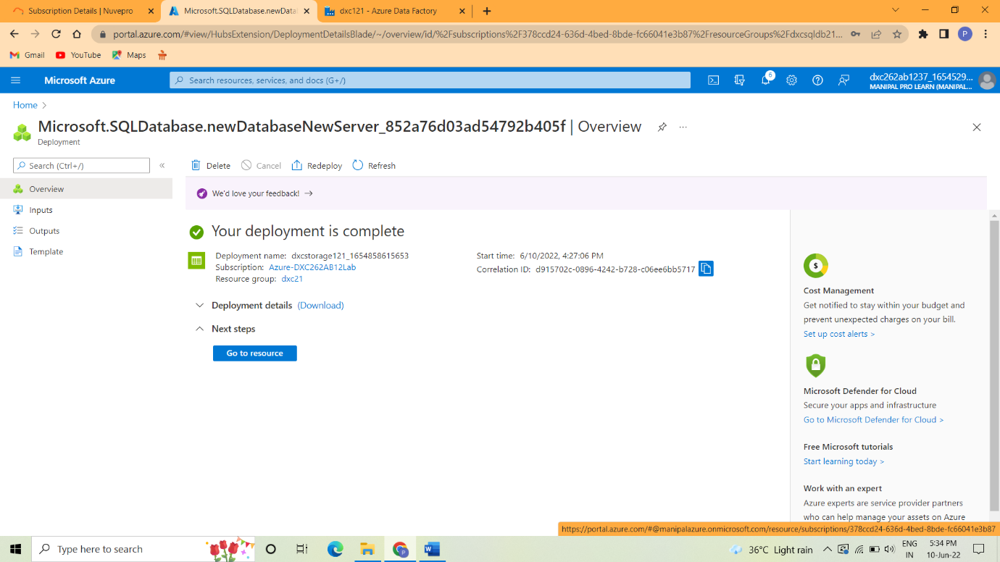 Subscription Details | Nuvepro
Microsoft.SQLDatabase.newData
dxc121 - Azure Data Factory
portal.azure.com/#view/HubsExtension/DeploymentDetailsBlade/~/overview/id/%2Fsubscriptions%2F378ccd24-636d-4bed-8bde-fc66041e3b87%2FresourceGroups%2Fdxcsqldb21...
P
Gmail
YouTube
Maps
Microsoft Azure
Search resources, services, and docs (G+/)
6
dxc262ab1237_1654529...
MANIPAL PRO LEARN (MANIPAL...
Home >
Microsoft.SQLDatabase.newDatabaseNewServer_852a76d03ad54792b405f | Overview
...
Deployment
Search (Ctrl+/)
«
Delete
Cancel
Redeploy
Refresh
Overview
Inputs
Outputs
Template
We'd love your feedback! →
Your deployment is complete
Deployment name: dxcstorage121_1654858615653
Subscription: Azure-DXC262AB12Lab
Resource group: dxc21
Start time: 6/10/2022, 4:27:06 PM
Correlation ID: d915702c-0896-4242-b728-c06ee6bb5717
Deployment details (Download)
Next steps
Go to resource
$
Cost Management
Get notified to stay within your budget and
prevent unexpected charges on your bill.
Set up cost alerts >
Microsoft Defender for Cloud
Secure your apps and infrastructure
Go to Microsoft Defender for Cloud >
Free Microsoft tutorials
Start learning today >
Work with an expert
Azure experts are service provider partners
who can help manage your assets on Azure
https://portal.azure.com/#@manipalazure.onmicrosoft.com/resource/subscriptions/378ccd24-636d-4bed-8bde-fc66041e3b87
Type here to search
P
W
36°C Light rain
ENG
IN
5:34 PM
10-Jun-22